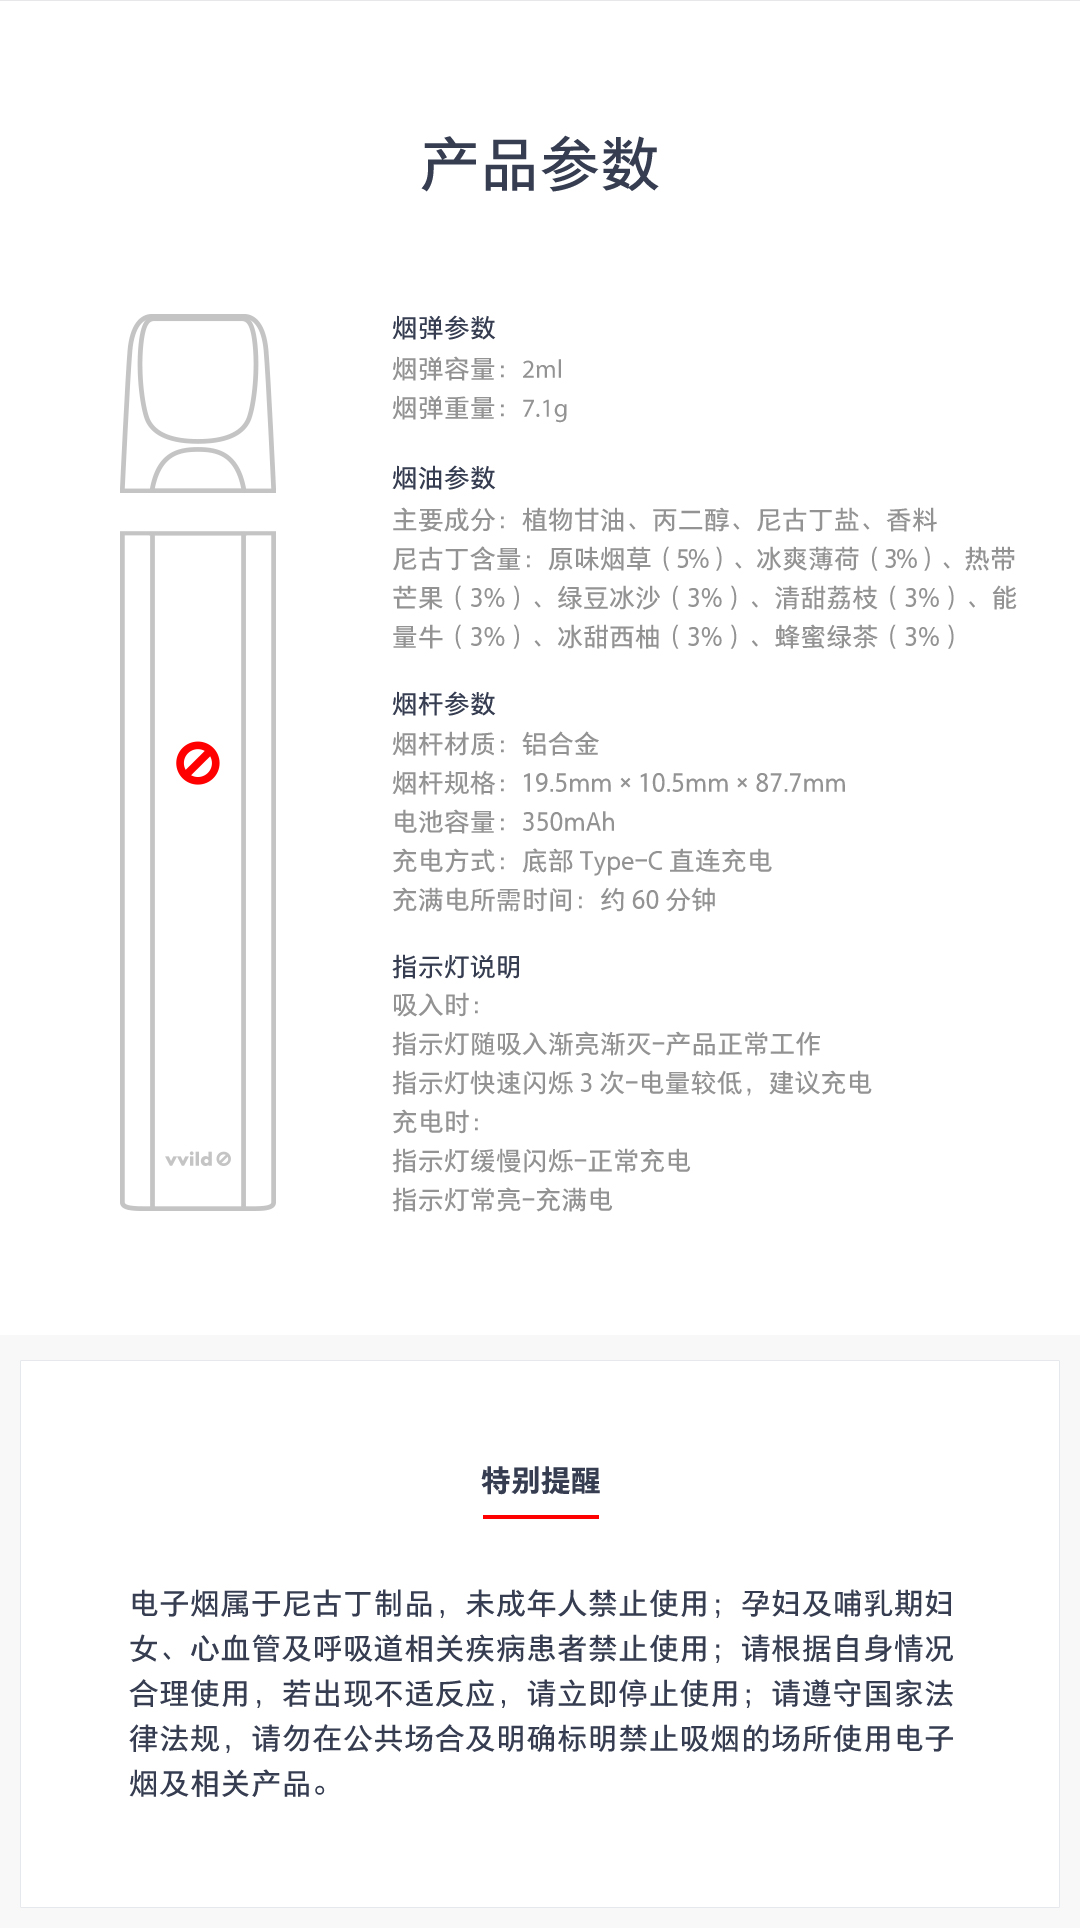 产品参数
烟弹参数
烟弹容量：2ml
烟弹重量：7.1g
烟油参数
主要成分：植物甘油、丙二醇、尼古丁盐、香料
尼古丁含量：原味烟草（5%）、冰爽薄荷（3%）、热带
芒果（3%）、绿豆冰沙（3%）、清甜荔枝（3%）、能
量牛（3%）、冰甜西柚（3%）、蜂蜜绿茶（3%）
烟杆参数
烟杆材质：铝合金
烟杆规格：19.5mm × 10.5mm × 87.7mm
电池容量：350mAh
充电方式：底部 Type-C 直连充电
充满电所需时间：约 60 分钟
指示灯说明
吸入时：
指示灯随吸入渐亮渐灭-产品正常工作
指示灯快速闪烁 3 次-电量较低，建议充电
充电时：
指示灯缓慢闪烁-正常充电
指示灯常亮-充满电
vvild
特别提醒
电子烟属于尼古丁制品，未成年人禁止使用；孕妇及哺乳期妇
女、心血管及呼吸道相关疾病患者禁止使用；请根据自身情况
合理使用，若出现不适反应，请立即停止使用；请遵守国家法
律法规，请勿在公共场合及明确标明禁止吸烟的场所使用电子
烟及相关产品。